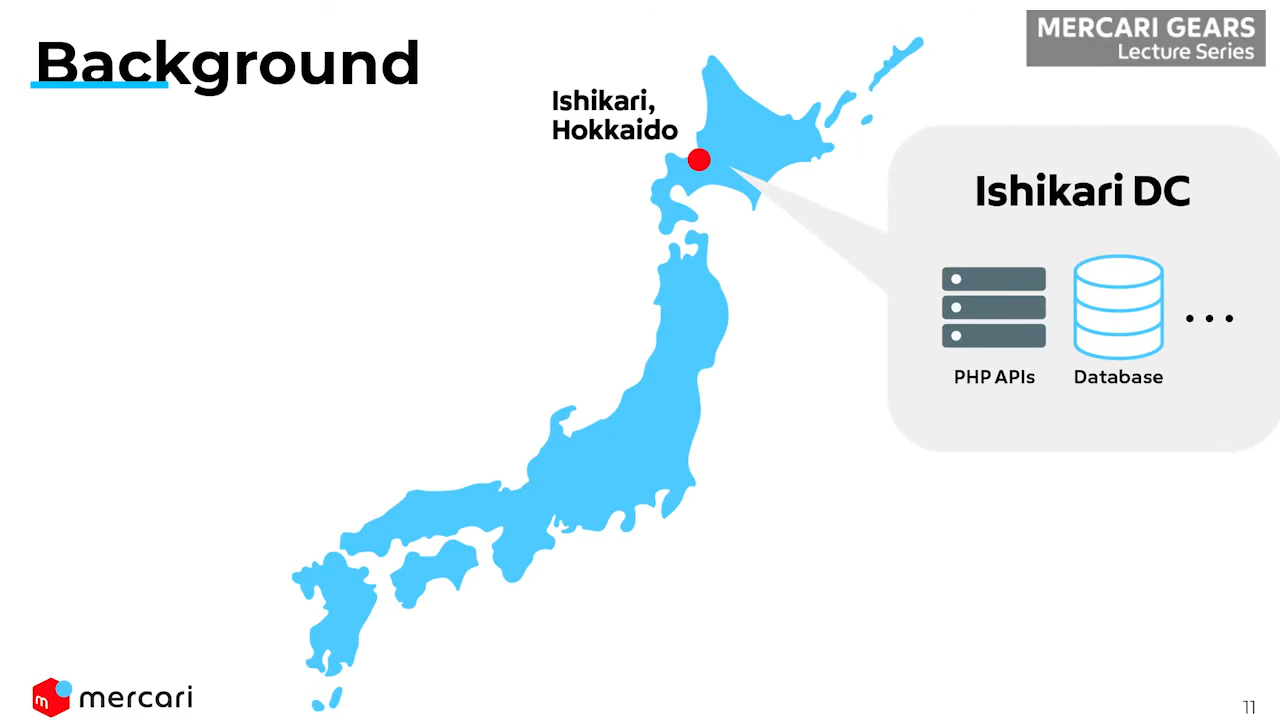 Background
MERCARI GEARS
Lecture Series
Ishikari,
Hokkaido
Ishikari DC
PHP APIs
Database
...
m
mercari
11